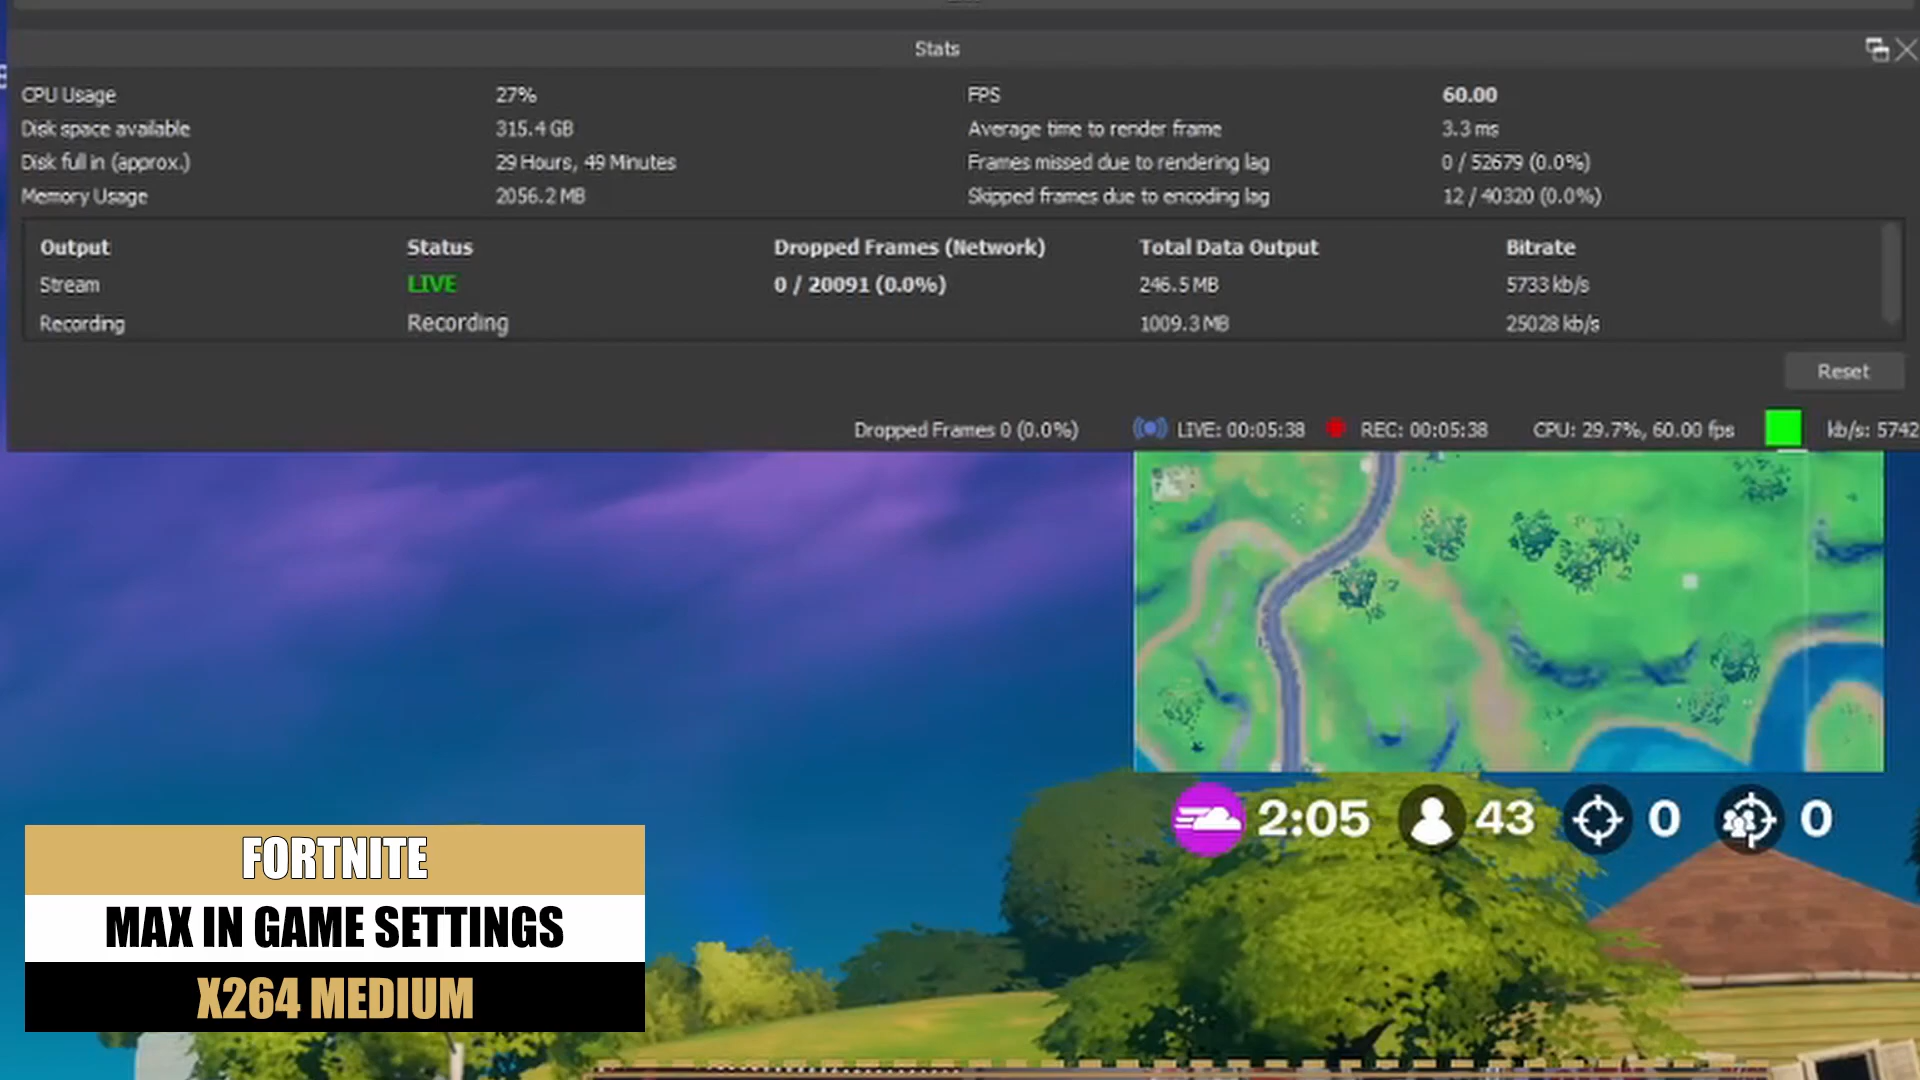 Stats
CPU Usage 27% FPS 60.00
Disk space available 315.4 GB Average time to render frame 3.3 ms
Disk full in (approx.) 29 Hours, 49 Minutes Frames missed due to rendering lag 0 / 52679 (0.0%)
Memory Usage 2056.2 MB Skipped frames due to encoding lag 12 / 40320 (0.0%)
Output Status Dropped Frames (Network) Total Data Output Bitrate
Stream LIVE 0 / 20091 (0.0%) 246.5 MB 5733 kb/s
Recording Recording 1009.3 MB 25028 kb/s
Reset
Dropped Frames 0 (0.0%) LIVE: 00:05:38 REC: 00:05:38 CPU: 29.7%, 60.00 fps kb/s: 5742
2:05 43 0 0
FORTNITE
MAX IN GAME SETTINGS
X264 MEDIUM